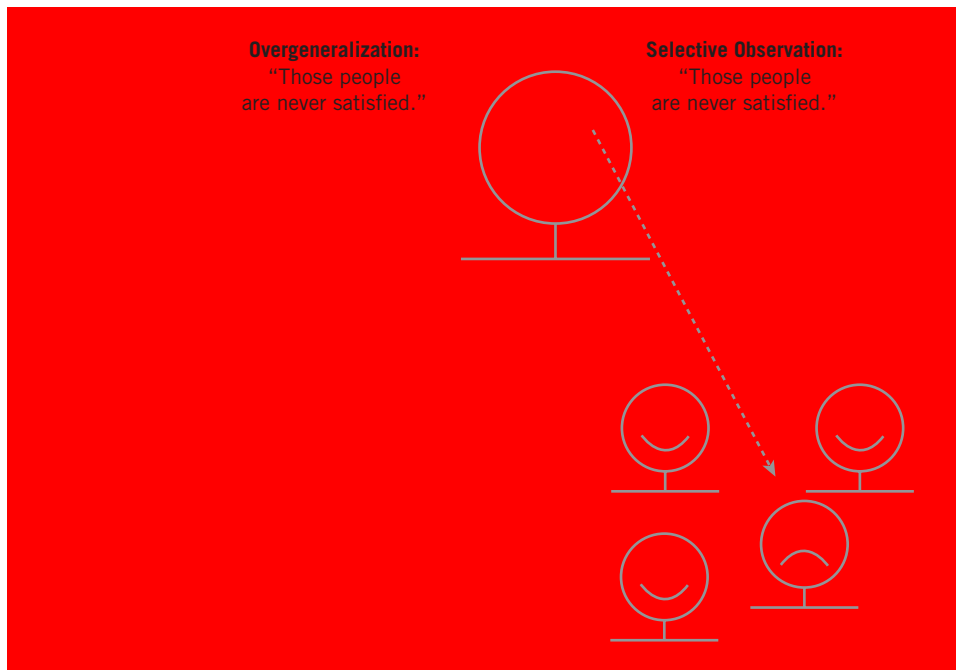 Overgeneralization:
“Those people
are never satisfied.”
Selective Observation:
“Those people
are never satisfied.”